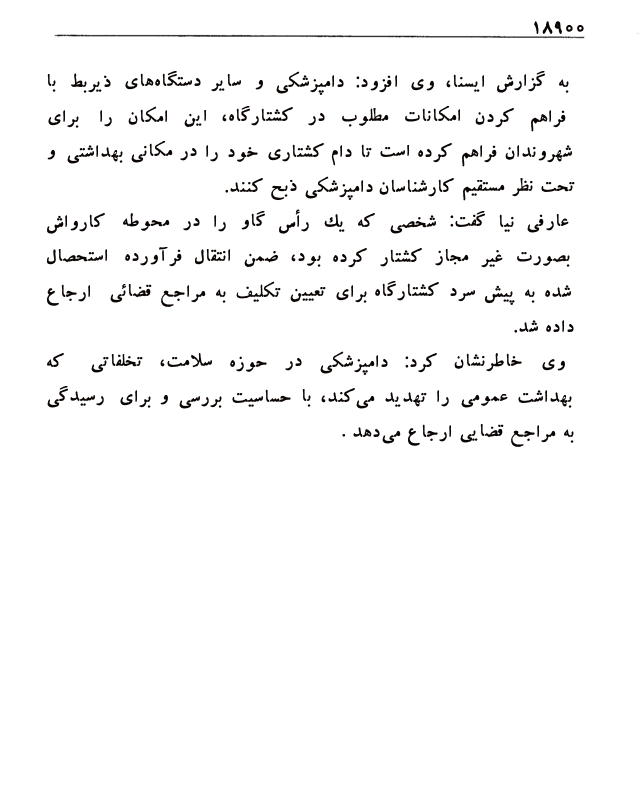 ۱۸۹۰۰
به گزارش ایسنا، وی افزود: دامپزشکی و سایر دستگاه‌های ذیربط با
فراهم کردن امکانات مطلوب در کشتارگاه، این امکان را برای
شهروندان فراهم کرده است تا دام کشتاری خود را در مکانی بهداشتی و
تحت نظر مستقیم کارشناسان دامپزشکی ذبح کنند.
عارفی نیا گفت: شخصی که یك رأس گاو را در محوطه کارواش
بصورت غیر مجاز کشتار کرده بود، ضمن انتقال فرآورده استحصال
شده به پیش سرد کشتارگاه برای تعیین تکلیف به مراجع قضائی ارجاع
داده شد.
وی خاطرنشان کرد: دامپزشکی در حوزه سلامت، تخلفاتی که
بهداشت عمومی را تهدید می‌کند، با حساسیت بررسی و برای رسیدگی
به مراجع قضایی ارجاع می‌دهد .